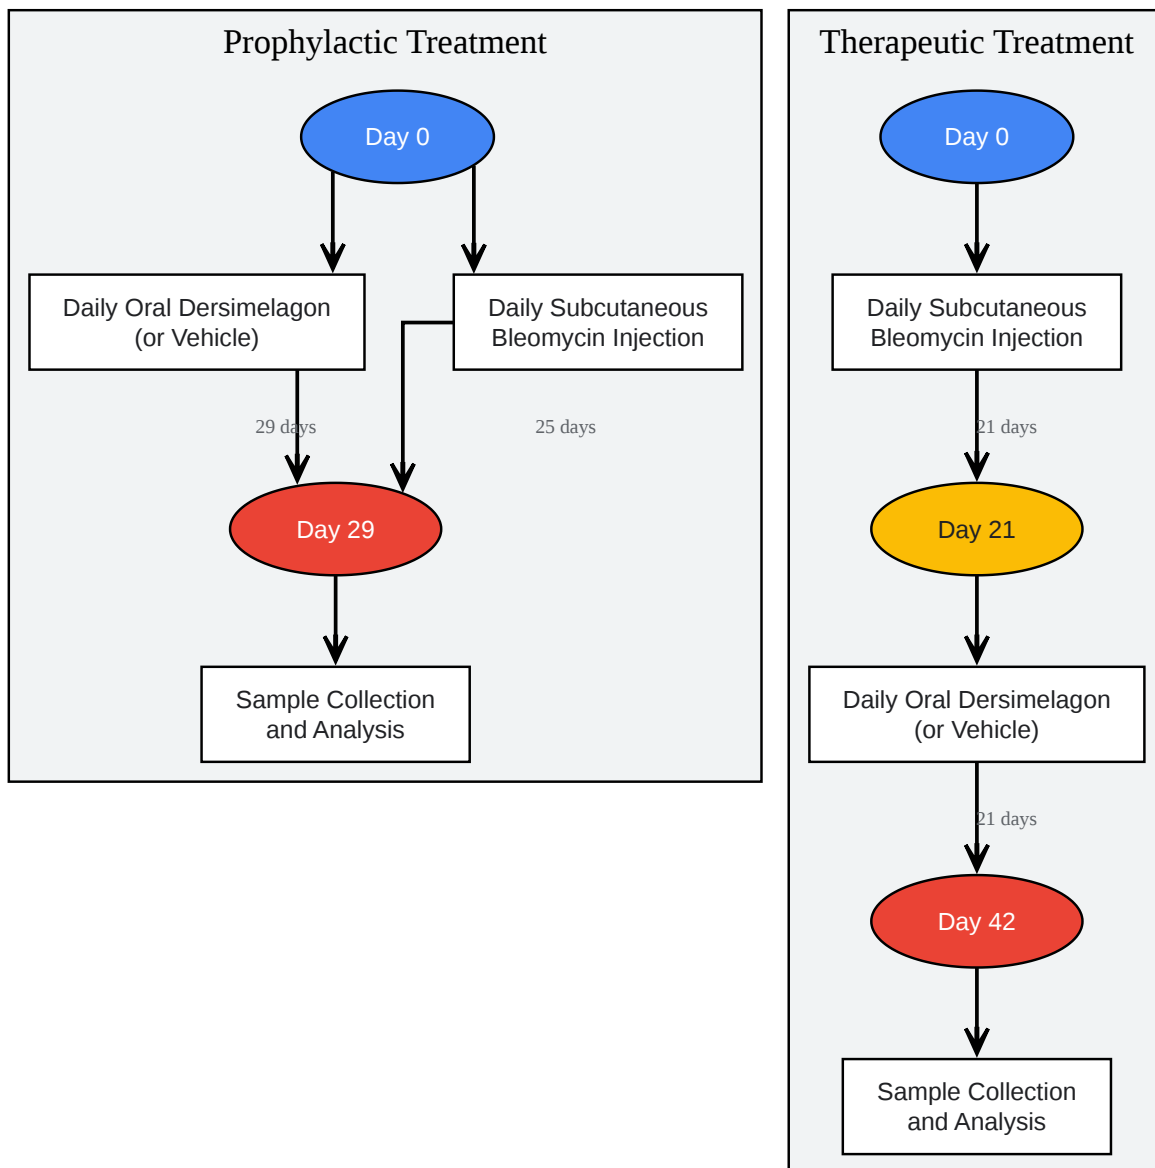 Prophylactic Treatment
Day 0
Daily Oral Dersimelagon
(or Vehicle)
Daily Subcutaneous
Bleomycin Injection
29 days
25 days
Day 29
Sample Collection
and Analysis
Therapeutic Treatment
Day 0
Daily Subcutaneous
Bleomycin Injection
21 days
Day 21
Daily Oral Dersimelagon
(or Vehicle)
21 days
Day 42
Sample Collection
and Analysis